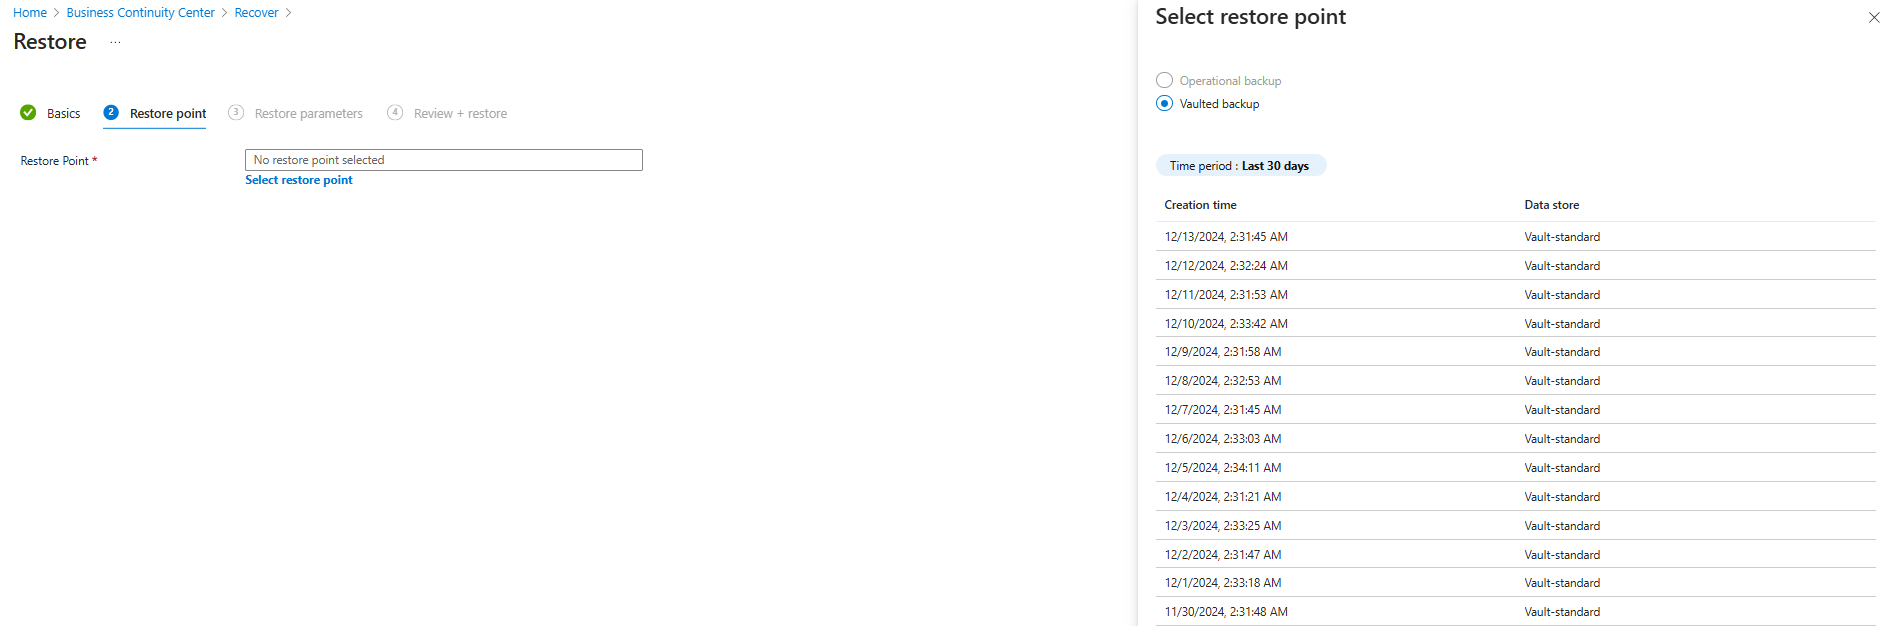 Home > Business Continuity Center > Recover >
Restore ...
Basics 2 Restore point 3 Restore parameters 4 Review + restore
Restore Point * No restore point selected
Select restore point
Select restore point
Operational backup
Vaulted backup
Time period : Last 30 days
Creation time Data store
12/13/2024, 2:31:45 AM Vault-standard
12/12/2024, 2:32:24 AM Vault-standard
12/11/2024, 2:31:53 AM Vault-standard
12/10/2024, 2:33:42 AM Vault-standard
12/9/2024, 2:31:58 AM Vault-standard
12/8/2024, 2:32:53 AM Vault-standard
12/7/2024, 2:31:45 AM Vault-standard
12/6/2024, 2:33:03 AM Vault-standard
12/5/2024, 2:34:11 AM Vault-standard
12/4/2024, 2:31:21 AM Vault-standard
12/3/2024, 2:33:25 AM Vault-standard
12/2/2024, 2:31:47 AM Vault-standard
12/1/2024, 2:33:18 AM Vault-standard
11/30/2024, 2:31:48 AM Vault-standard